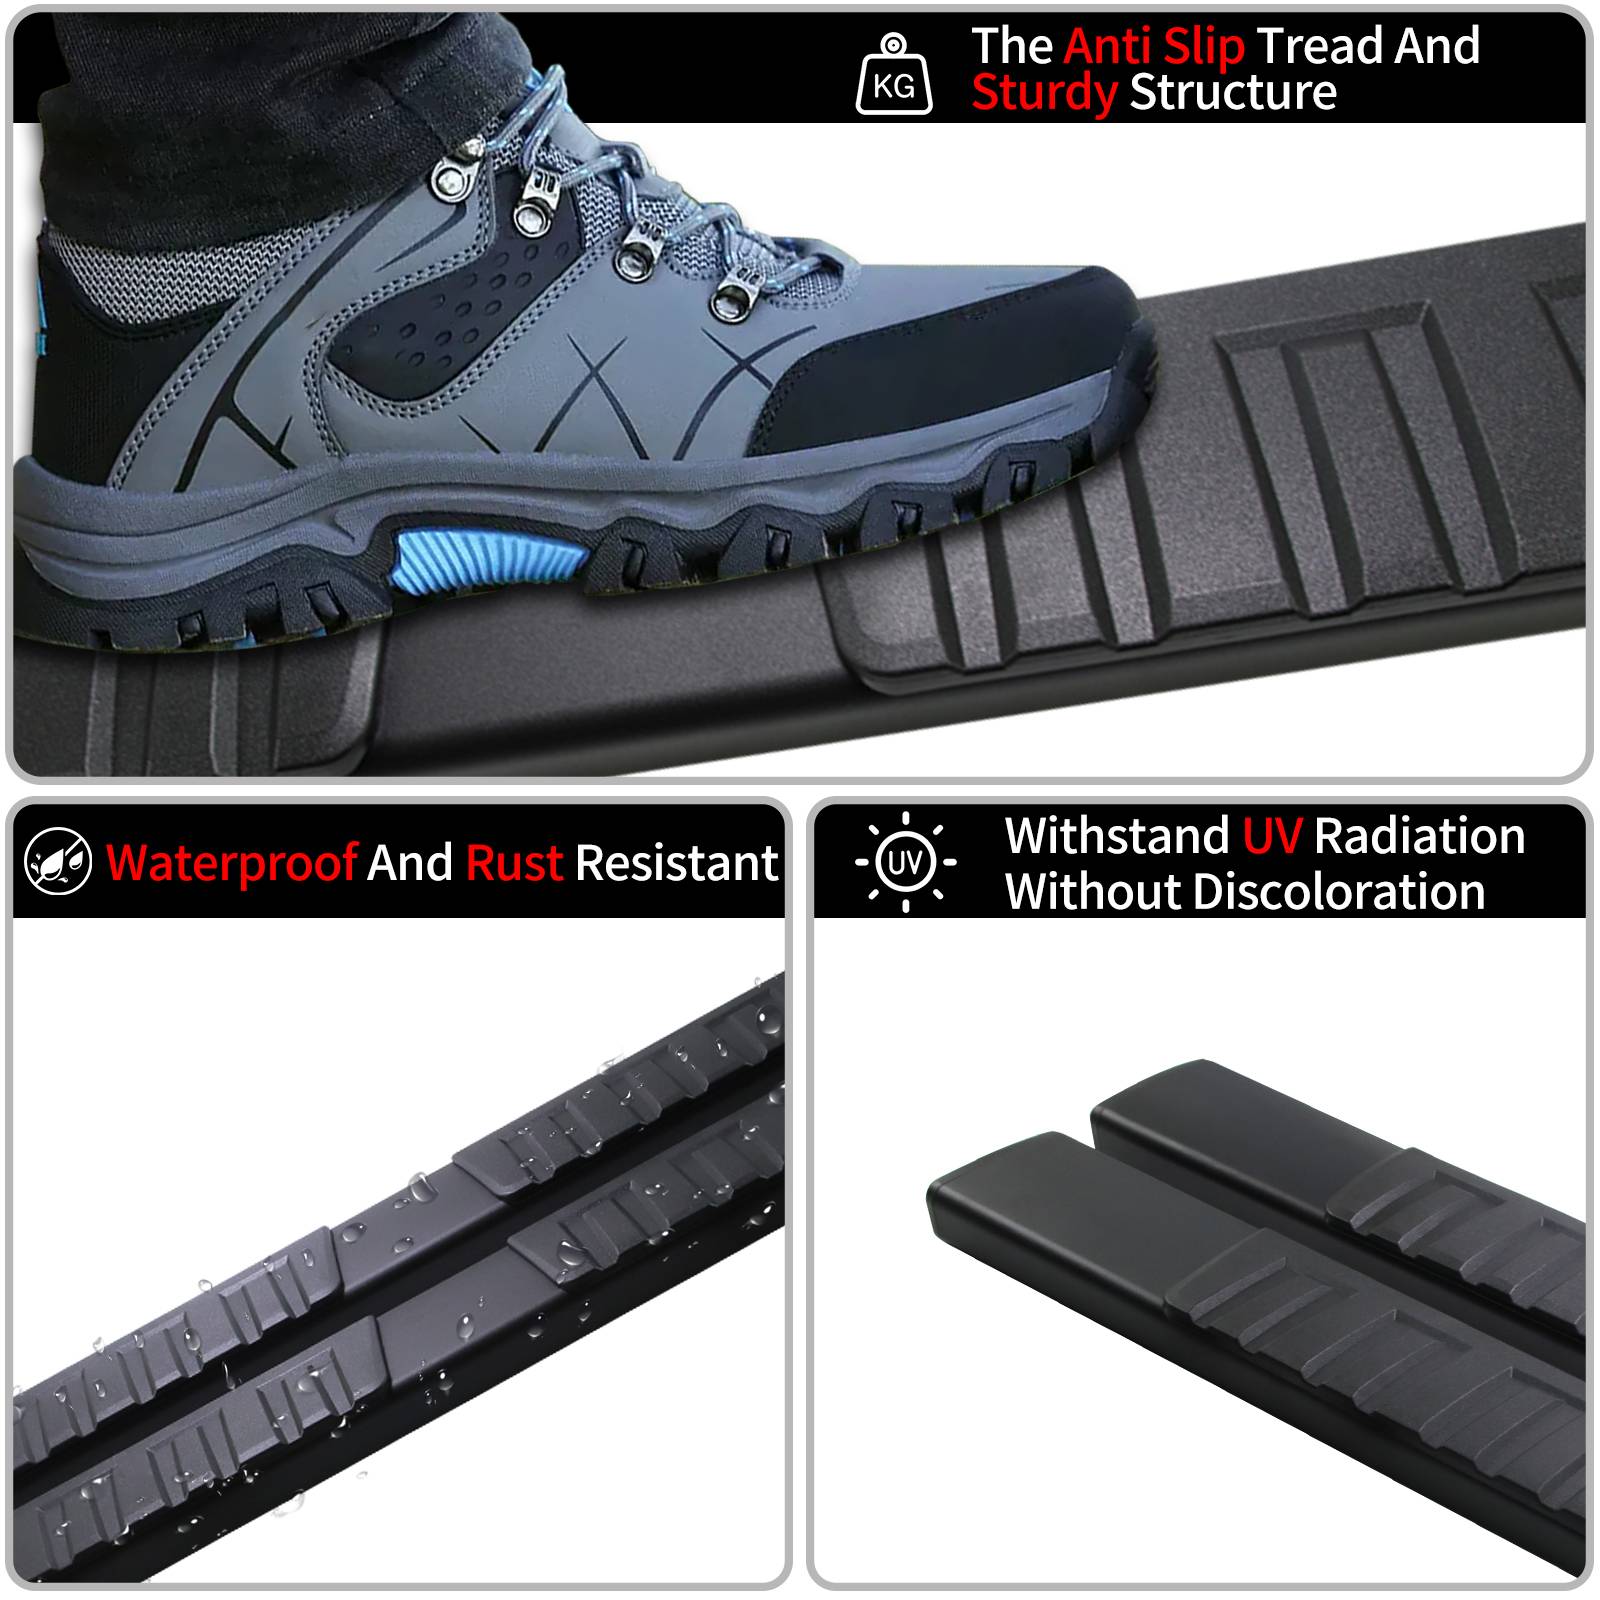 KG
The Anti Slip Tread And
Sturdy Structure
Waterproof And Rust Resistant
UV
Withstand UV Radiation
Without Discoloration